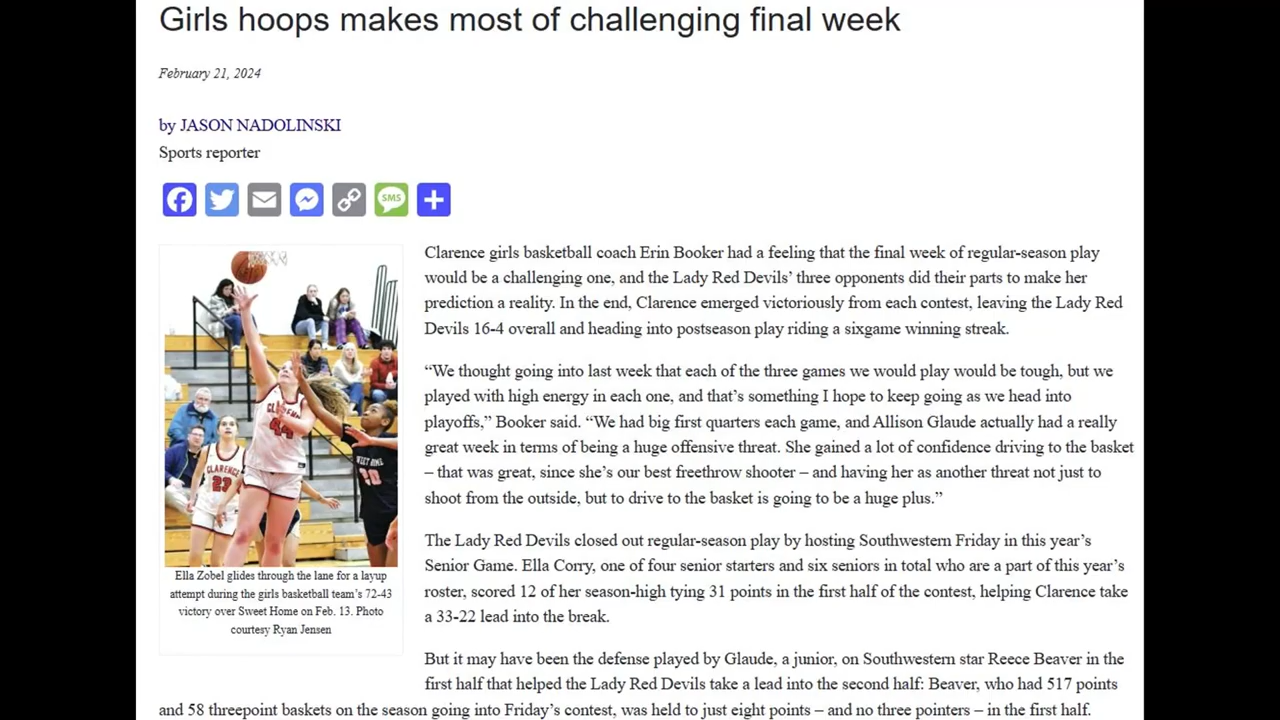 Girls hoops makes most of challenging final week
February 21, 2024
by JASON NADOLINSKI
Sports reporter
SMS
Clarence girls basketball coach Erin Booker had a feeling that the final week of regular-season play
would be a challenging one, and the Lady Red Devils’ three opponents did their parts to make her
prediction a reality. In the end, Clarence emerged victoriously from each contest, leaving the Lady Red
Devils 16-4 overall and heading into postseason play riding a sixgame winning streak.
“We thought going into last week that each of the three games we would play would be tough, but we
played with high energy in each one, and that’s something I hope to keep going as we head into
playoffs,” Booker said. “We had big first quarters each game, and Allison Glaude actually had a really
great week in terms of being a huge offensive threat. She gained a lot of confidence driving to the basket
– that was great, since she’s our best freethrow shooter – and having her as another threat not just to
shoot from the outside, but to drive to the basket is going to be a huge plus.”
CLARENCE
44
CLARENCE
23
SWEET HOME
Ella Zobel glides through the lane for a layup
attempt during the girls basketball team’s 72-43
victory over Sweet Home on Feb. 13. Photo
courtesy Ryan Jensen
The Lady Red Devils closed out regular-season play by hosting Southwestern Friday in this year’s
Senior Game. Ella Corry, one of four senior starters and six seniors in total who are a part of this year’s
roster, scored 12 of her season-high tying 31 points in the first half of the contest, helping Clarence take
a 33-22 lead into the break.
But it may have been the defense played by Glaude, a junior, on Southwestern star Reece Beaver in the
first half that helped the Lady Red Devils take a lead into the second half: Beaver, who had 517 points
and 58 threepoint baskets on the season going into Friday’s contest, was held to just eight points – and no three pointers – in the first half.